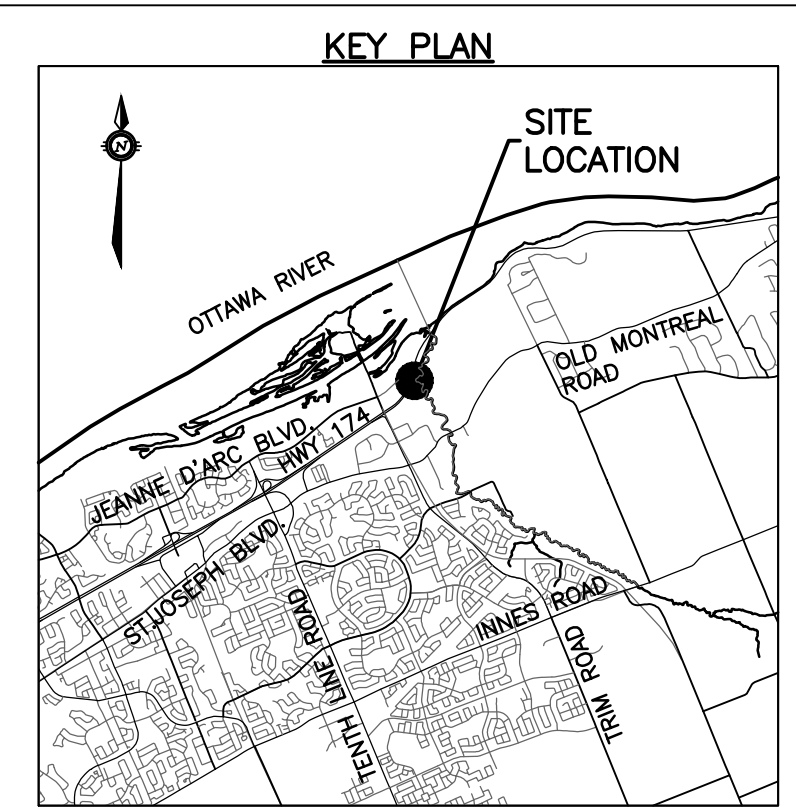 KEY PLAN
SITE
LOCATION
N
OTTAWA RIVER
OLD MONTREAL
ROAD
JEANNE D'ARC BLVD.
HWY 174
ST.JOSEPH BLVD.
TENTH LINE ROAD
INNES ROAD
TRIM ROAD